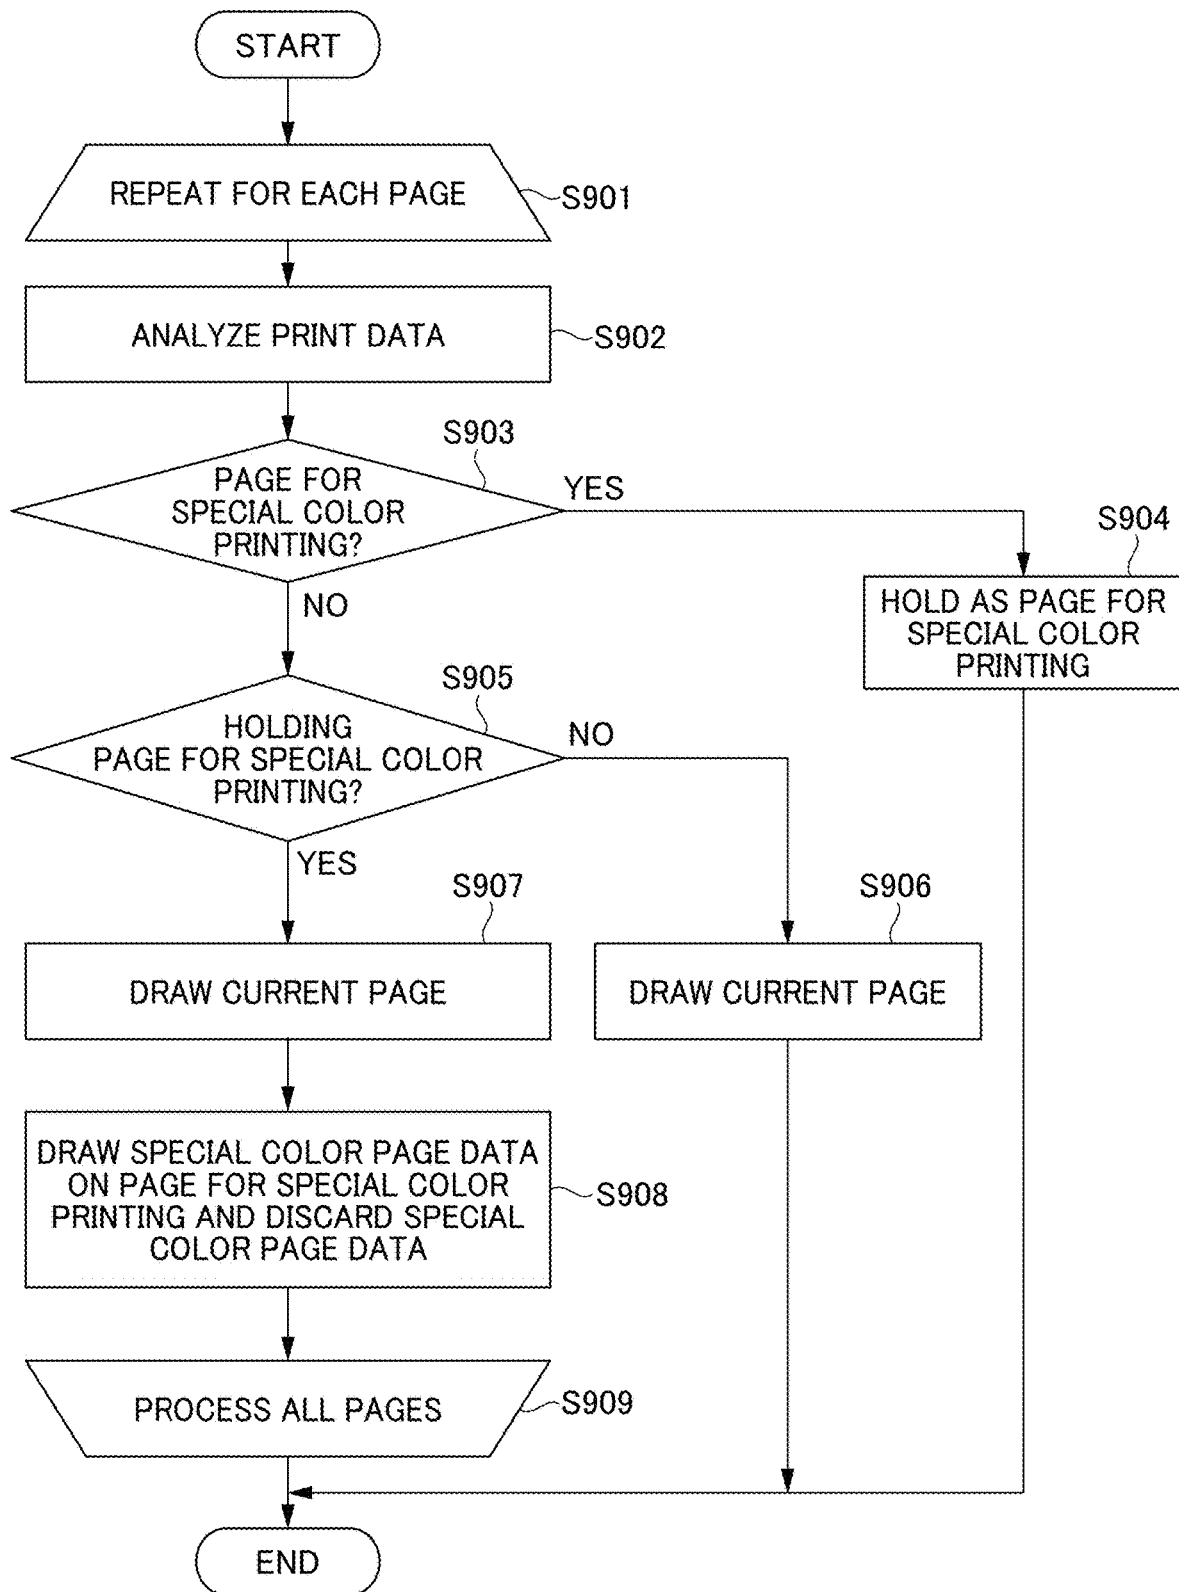 START
REPEAT FOR EACH PAGE
S901
ANALYZE PRINT DATA
S902
S903
PAGE FOR
SPECIAL COLOR
PRINTING?
YES
NO
S904
HOLD AS PAGE FOR
SPECIAL COLOR
PRINTING
S905
HOLDING
PAGE FOR SPECIAL COLOR
PRINTING?
NO
YES
S907
DRAW CURRENT PAGE
S906
DRAW CURRENT PAGE
DRAW SPECIAL COLOR PAGE DATA
ON PAGE FOR SPECIAL COLOR
PRINTING AND DISCARD SPECIAL
COLOR PAGE DATA
S908
PROCESS ALL PAGES
S909
END